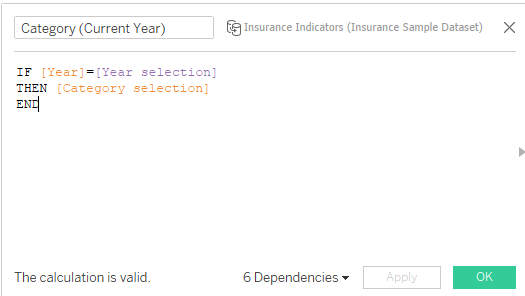 Category (Current Year) Insurance Indicators (Insurance Sample Dataset)
IF [Year]=[Year selection]
THEN [Category selection]
END
The calculation is valid. 6 Dependencies Apply OK